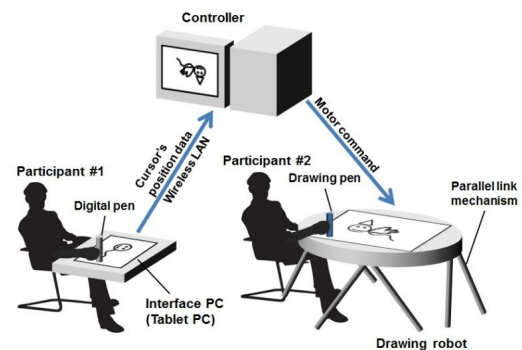 Controller
Cursor's
position data
Wireless LAN
Motor command
Participant #1
Digital pen
Interface PC
(Tablet PC)
Participant #2
Drawing pen
Parallel link
mechanism
Drawing robot